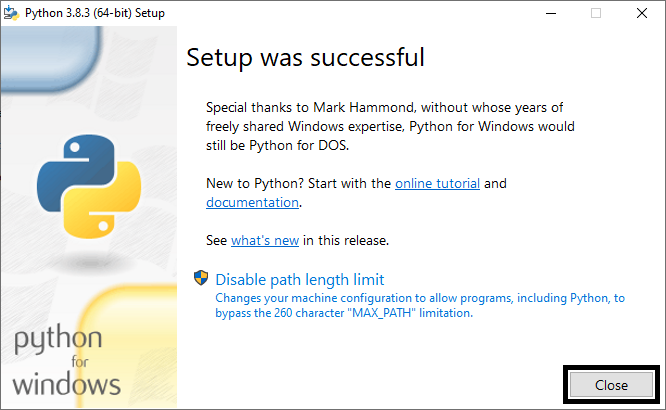 Python 3.8.3 (64-bit) Setup
Setup was successful
Special thanks to Mark Hammond, without whose years of
freely shared Windows expertise, Python for Windows would
still be Python for DOS.
New to Python? Start with the online tutorial and
documentation.
See what's new in this release.
Disable path length limit
Changes your machine configuration to allow programs, including Python, to
bypass the 260 character "MAX_PATH" limitation.
python
for
windows
Close